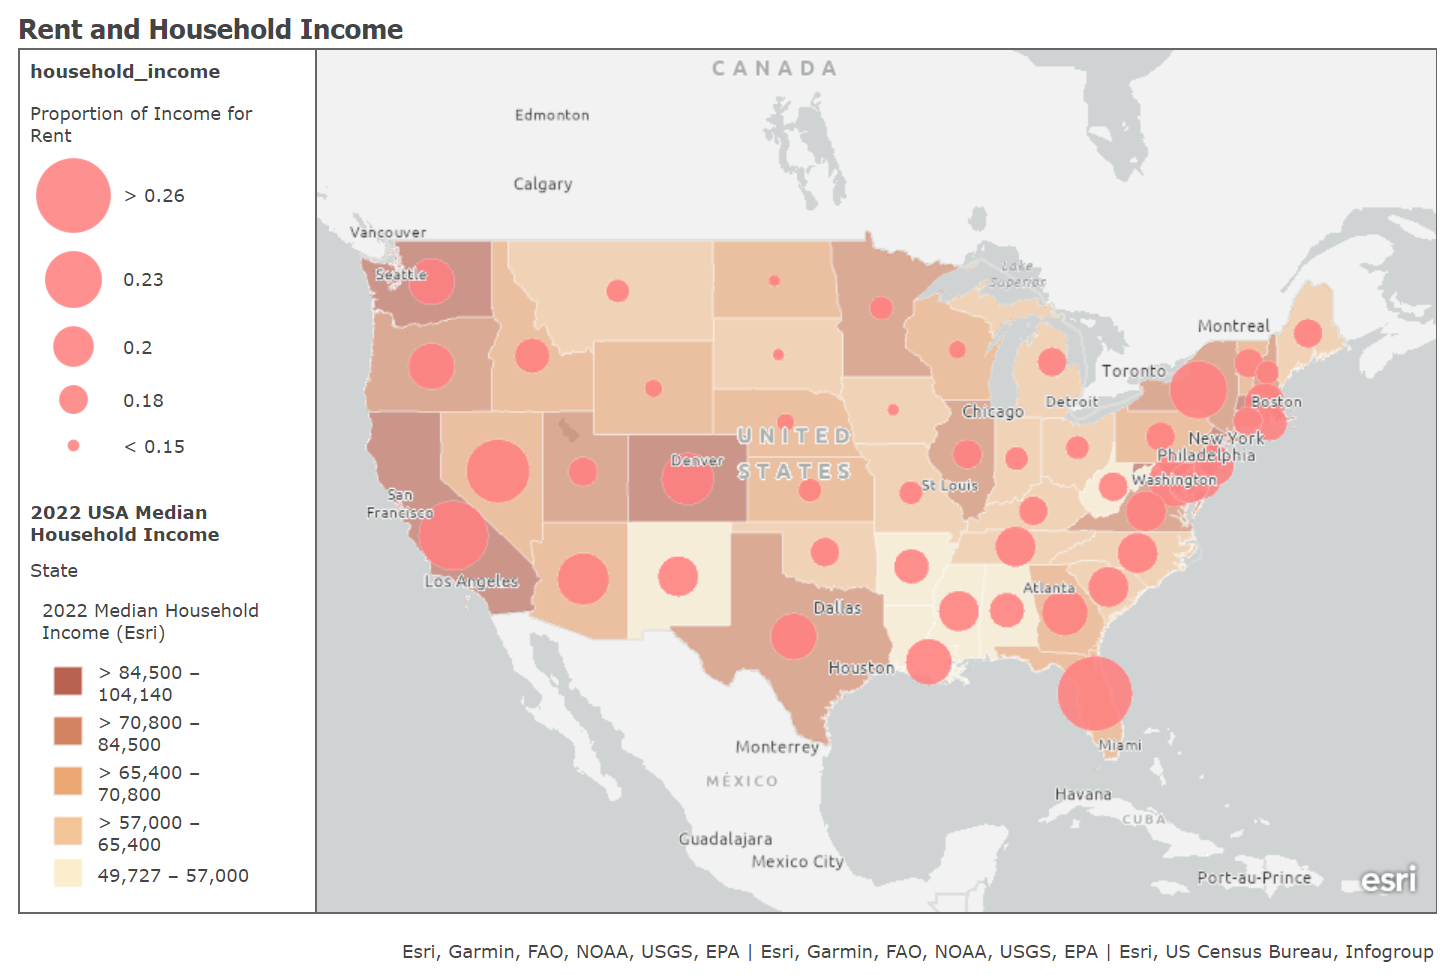 Rent and Household Income
household_income
Proportion of Income for
Rent
> 0.26
0.23
0.2
0.18
< 0.15
2022 USA Median
Household Income
State
2022 Median Household
Income (Esri)
> 84,500 –
104,140
> 70,800 –
84,500
> 65,400 –
70,800
> 57,000 –
65,400
49,727 – 57,000
CANADA
Edmonton
Calgary
Vancouver
Seattle
Lake
Superior
Montreal
Toronto
Detroit
Chicago
Boston
New York
Philadelphia
Washington
UNITED
STATES
Denver
St Louis
San
Francisco
Los Angeles
Atlanta
Dallas
Houston
Monterrey
Miami
MÉXICO
Havana
CUBA
Guadalajara
Mexico City
Port-au-Prince
esri
Esri, Garmin, FAO, NOAA, USGS, EPA | Esri, Garmin, FAO, NOAA, USGS, EPA | Esri, US Census Bureau, Infogroup